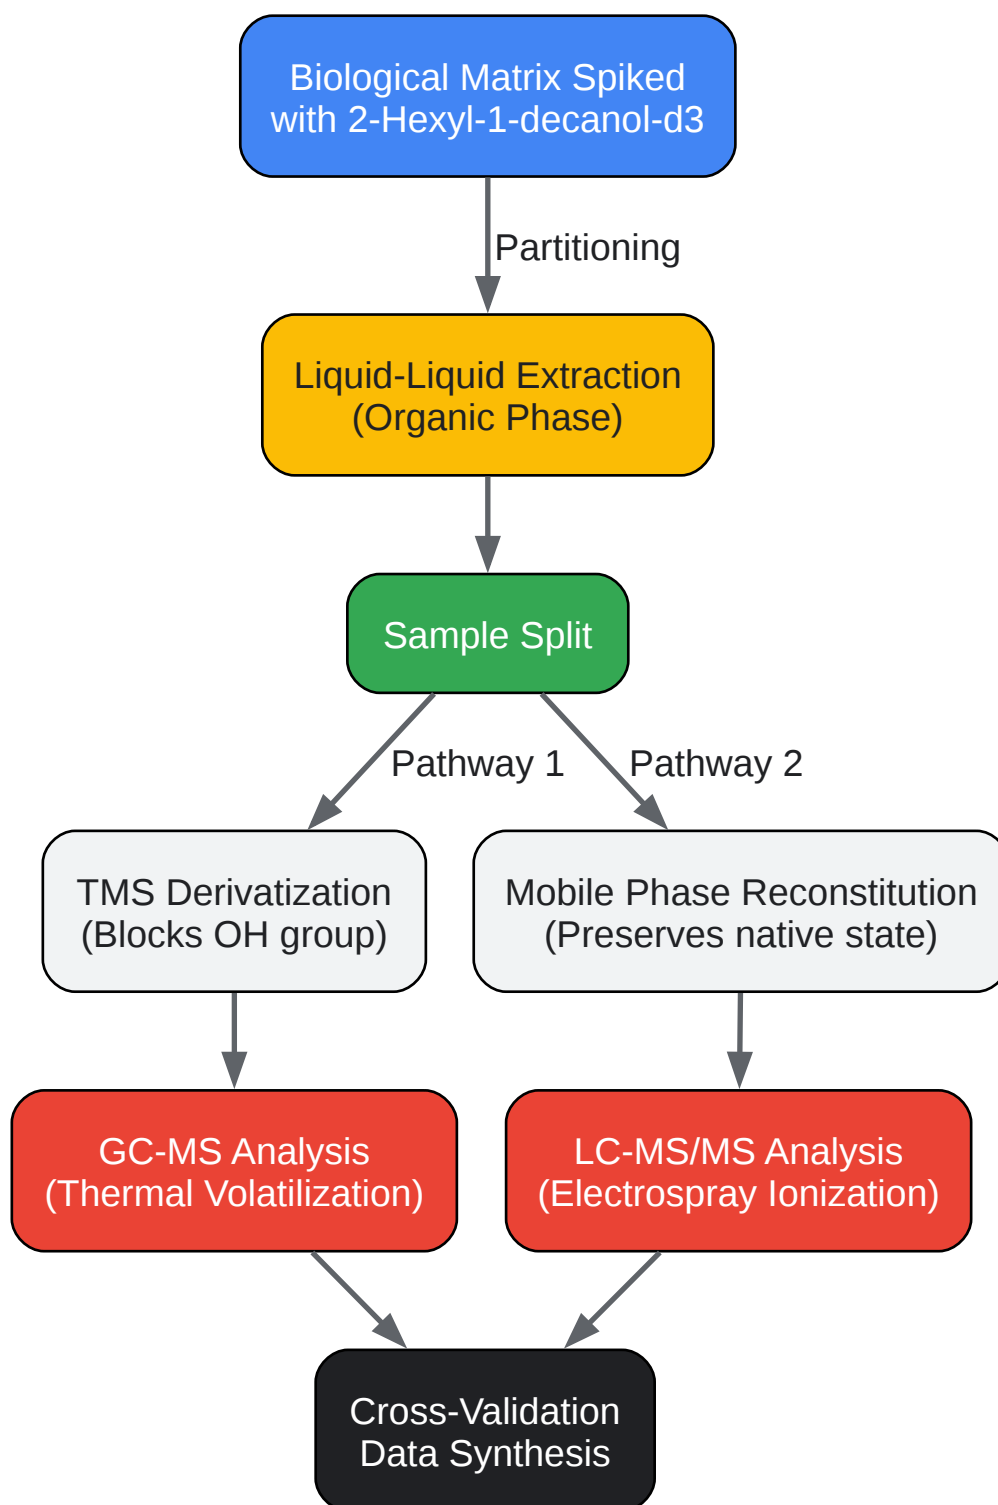 Biological Matrix Spiked
with 2-Hexyl-1-decanol-d3
Partitioning
Liquid-Liquid Extraction
(Organic Phase)
Sample Split
Pathway 1
Pathway 2
TMS Derivatization
(Blocks OH group)
Mobile Phase Reconstitution
(Preserves native state)
GC-MS Analysis
(Thermal Volatilization)
LC-MS/MS Analysis
(Electrospray Ionization)
Cross-Validation
Data Synthesis